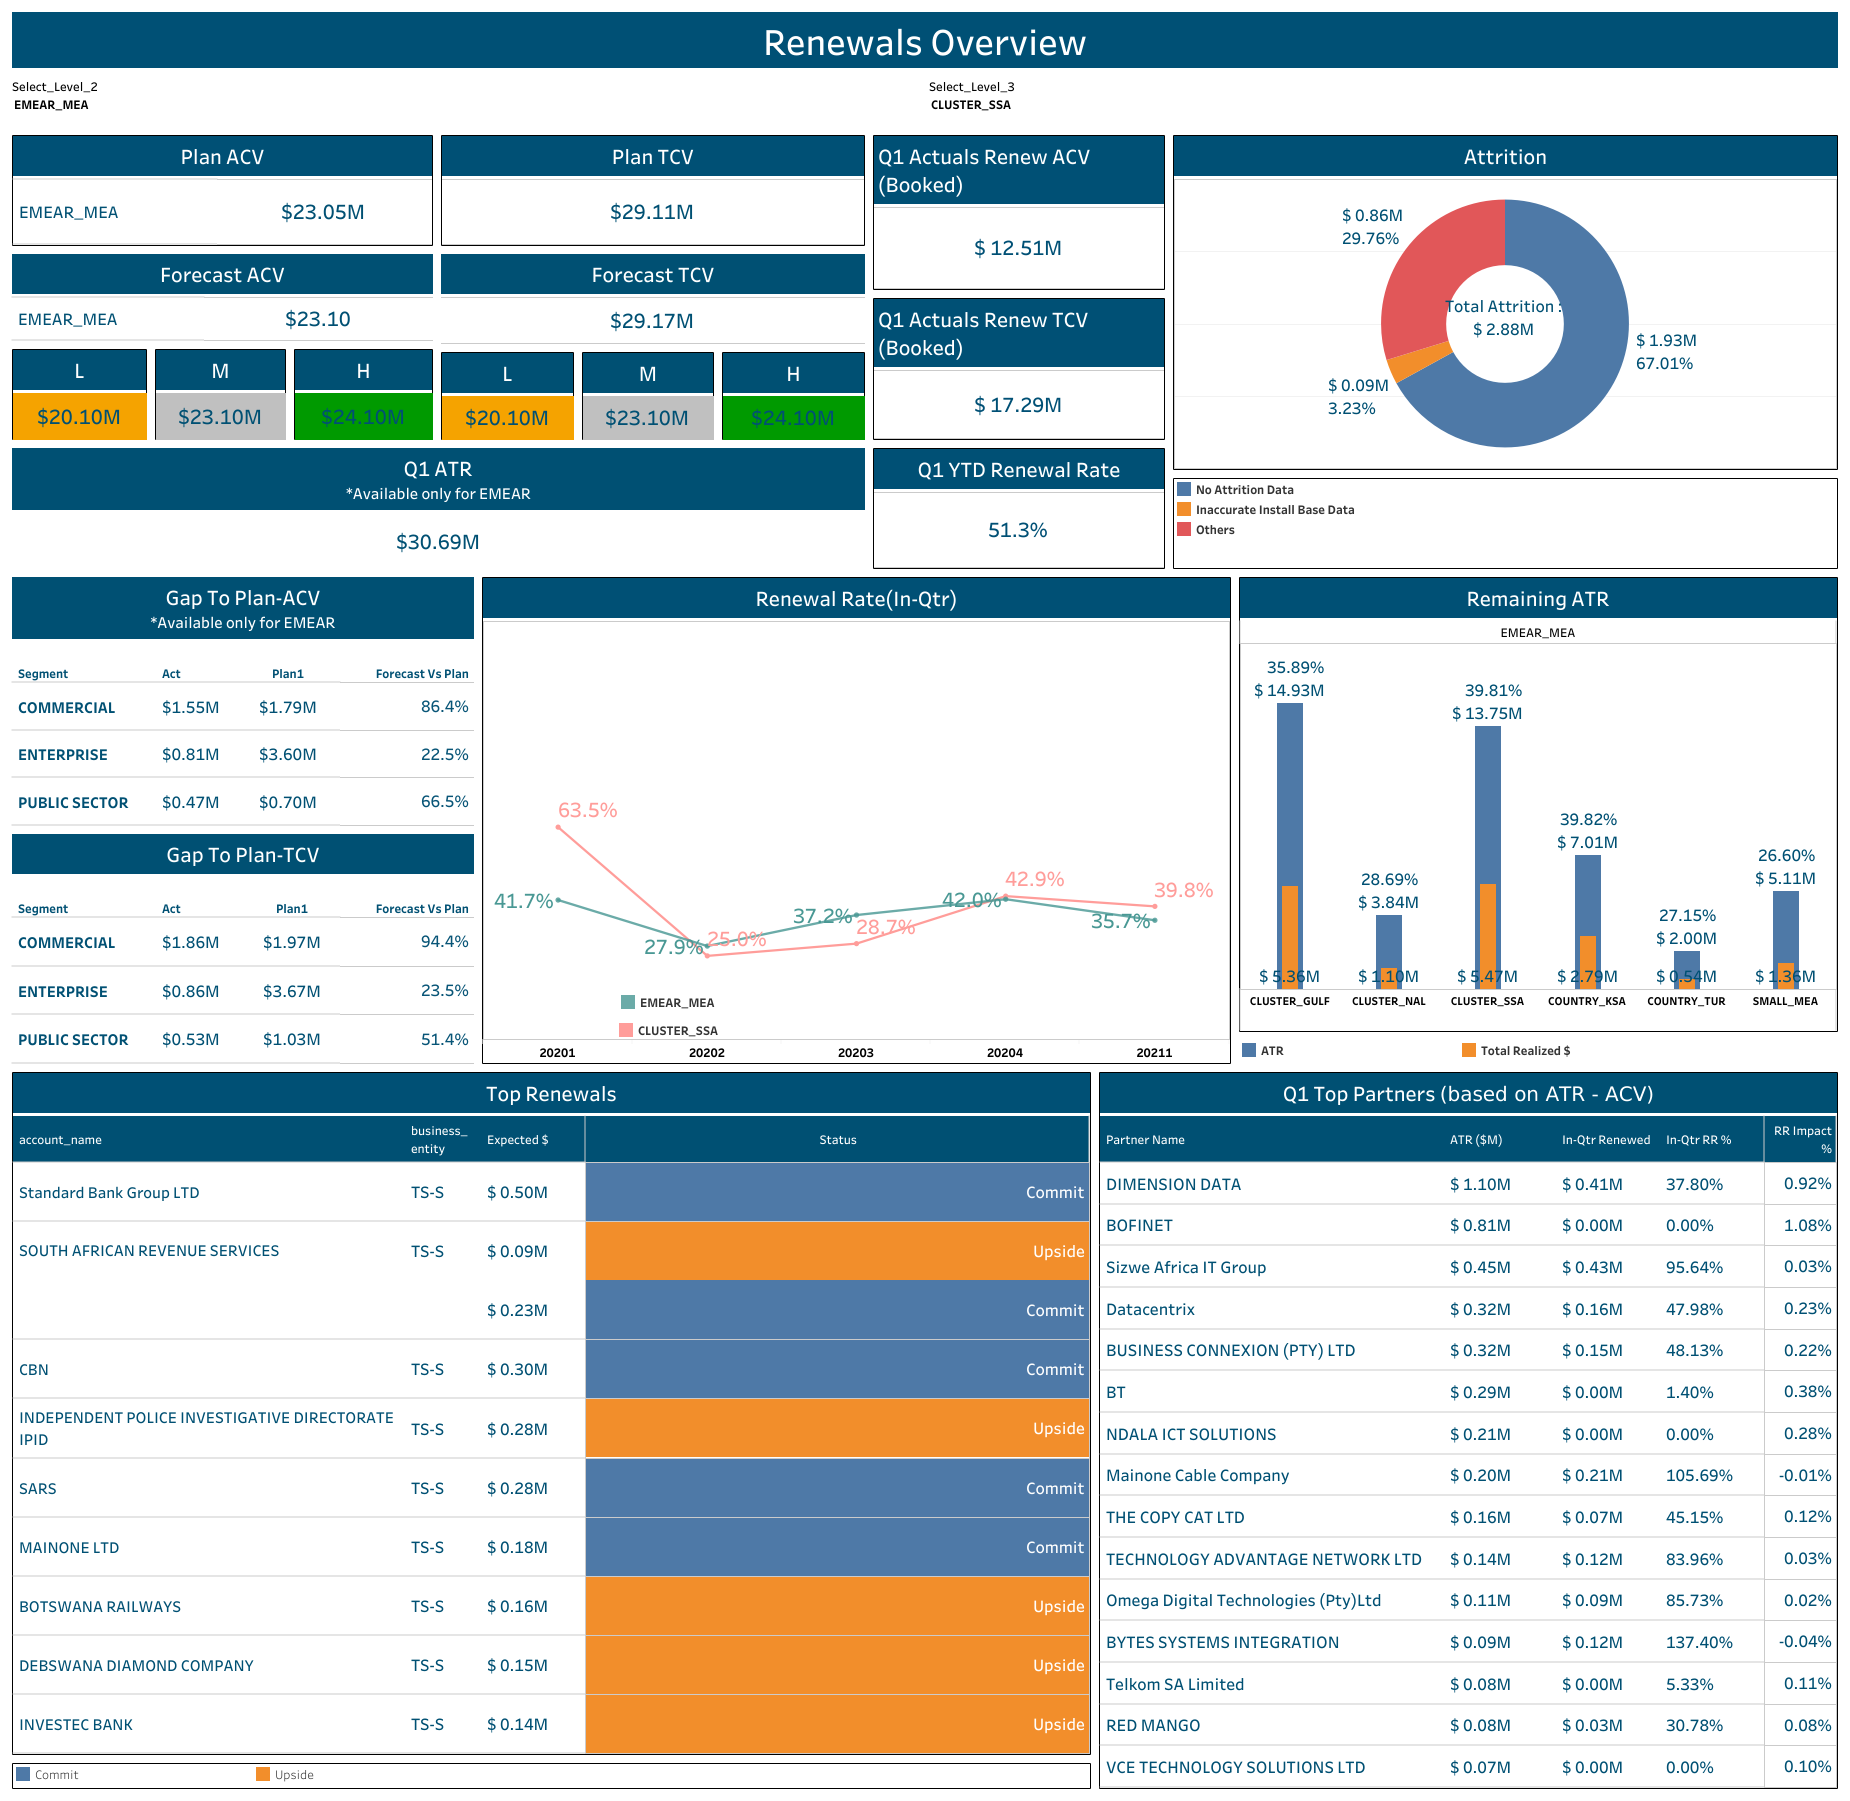 Renewals Overview
Select_Level_2
EMEAR_MEA
Select_Level_3
CLUSTER_SSA
Plan ACV
EMEAR_MEA $23.05M
Plan TCV
$29.11M
Q1 Actuals Renew ACV
(Booked)
$ 12.51M
Attrition
$ 0.86M
29.76%
Total Attrition :
$ 2.88M
$ 1.93M
67.01%
$ 0.09M
3.23%
No Attrition Data
Inaccurate Install Base Data
Others
Forecast ACV
EMEAR_MEA $23.10
L M H
$20.10M $23.10M $24.10M
Forecast TCV
$29.17M
L M H
$20.10M $23.10M $24.10M
Q1 Actuals Renew TCV
(Booked)
$ 17.29M
Q1 ATR
*Available only for EMEAR
$30.69M
Q1 YTD Renewal Rate
51.3%
Gap To Plan-ACV
*Available only for EMEAR
Segment Act Plan1 Forecast Vs Plan
COMMERCIAL $1.55M $1.79M 86.4%
ENTERPRISE $0.81M $3.60M 22.5%
PUBLIC SECTOR $0.47M $0.70M 66.5%
Gap To Plan-TCV
Segment Act Plan1 Forecast Vs Plan
COMMERCIAL $1.86M $1.97M 94.4%
ENTERPRISE $0.86M $3.67M 23.5%
PUBLIC SECTOR $0.53M $1.03M 51.4%
Renewal Rate(In-Qtr)
63.5%
41.7%
27.9%
25.0%
37.2%
28.7%
42.0%
42.9%
35.7%
39.8%
EMEAR_MEA
CLUSTER_SSA
20201 20202 20203 20204 20211
Remaining ATR
EMEAR_MEA
35.89%
$ 14.93M
28.69%
$ 3.84M
39.81%
$ 13.75M
39.82%
$ 7.01M
27.15%
$ 2.00M
26.60%
$ 5.11M
$ 5.36M $ 1.10M $ 5.47M $ 2.79M $ 0.54M $ 1.36M
CLUSTER_GULF CLUSTER_NAL CLUSTER_SSA COUNTRY_KSA COUNTRY_TUR SMALL_MEA
ATR Total Realized $
Top Renewals
account_name business_entity Expected $ Status
Standard Bank Group LTD TS-S $ 0.50M Commit
SOUTH AFRICAN REVENUE SERVICES TS-S $ 0.09M Upside
$ 0.23M Commit
CBN TS-S $ 0.30M Commit
INDEPENDENT POLICE INVESTIGATIVE DIRECTORATE
IPID TS-S $ 0.28M Upside
SARS TS-S $ 0.28M Commit
MAINONE LTD TS-S $ 0.18M Commit
BOTSWANA RAILWAYS TS-S $ 0.16M Upside
DEBSWANA DIAMOND COMPANY TS-S $ 0.15M Upside
INVESTEC BANK TS-S $ 0.14M Upside
Commit Upside
Q1 Top Partners (based on ATR - ACV)
Partner Name ATR ($M) In-Qtr Renewed In-Qtr RR % RR Impact %
DIMENSION DATA $ 1.10M $ 0.41M 37.80% 0.92%
BOFINET $ 0.81M $ 0.00M 0.00% 1.08%
Sizwe Africa IT Group $ 0.45M $ 0.43M 95.64% 0.03%
Datacentrix $ 0.32M $ 0.16M 47.98% 0.23%
BUSINESS CONNEXION (PTY) LTD $ 0.32M $ 0.15M 48.13% 0.22%
BT $ 0.29M $ 0.00M 1.40% 0.38%
NDALA ICT SOLUTIONS $ 0.21M $ 0.00M 0.00% 0.28%
Mainone Cable Company $ 0.20M $ 0.21M 105.69% -0.01%
THE COPY CAT LTD $ 0.16M $ 0.07M 45.15% 0.12%
TECHNOLOGY ADVANTAGE NETWORK LTD $ 0.14M $ 0.12M 83.96% 0.03%
Omega Digital Technologies (Pty)Ltd $ 0.11M $ 0.09M 85.73% 0.02%
BYTES SYSTEMS INTEGRATION $ 0.09M $ 0.12M 137.40% -0.04%
Telkom SA Limited $ 0.08M $ 0.00M 5.33% 0.11%
RED MANGO $ 0.08M $ 0.03M 30.78% 0.08%
VCE TECHNOLOGY SOLUTIONS LTD $ 0.07M $ 0.00M 0.00% 0.10%